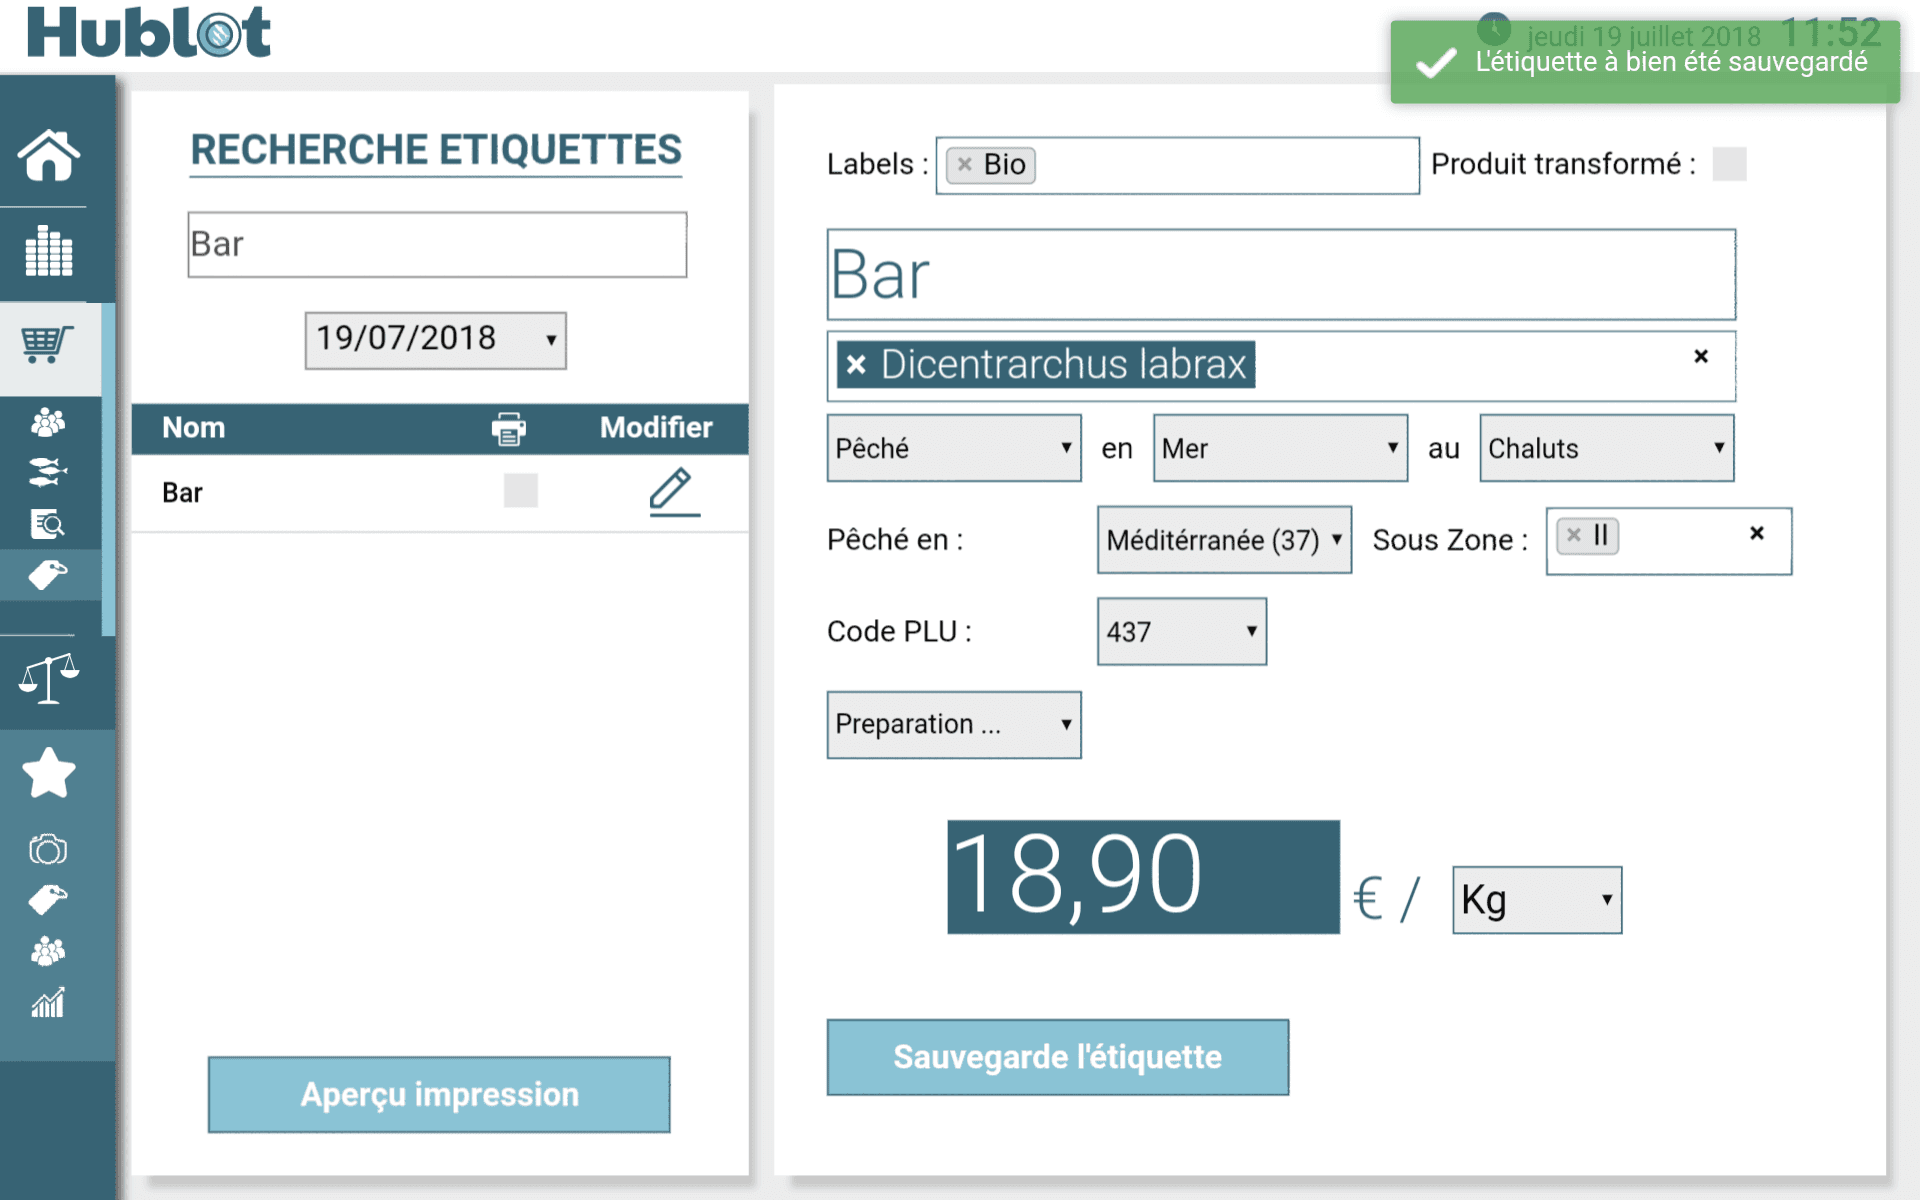 Hublot
jeudi 19 juillet 2018 11:52
L'étiquette à bien été sauvegardé
RECHERCHE ETIQUETTES
Bar
19/07/2018
Nom Modifier
Bar
Aperçu impression
Labels : × Bio Produit transformé :
Bar
× Dicentrarchus labrax ×
Pêché en Mer au Chaluts
Pêché en : Méditérranée (37) Sous Zone : × II ×
Code PLU : 437
Preparation ...
18,90 € / Kg
Sauvegarde l'étiquette